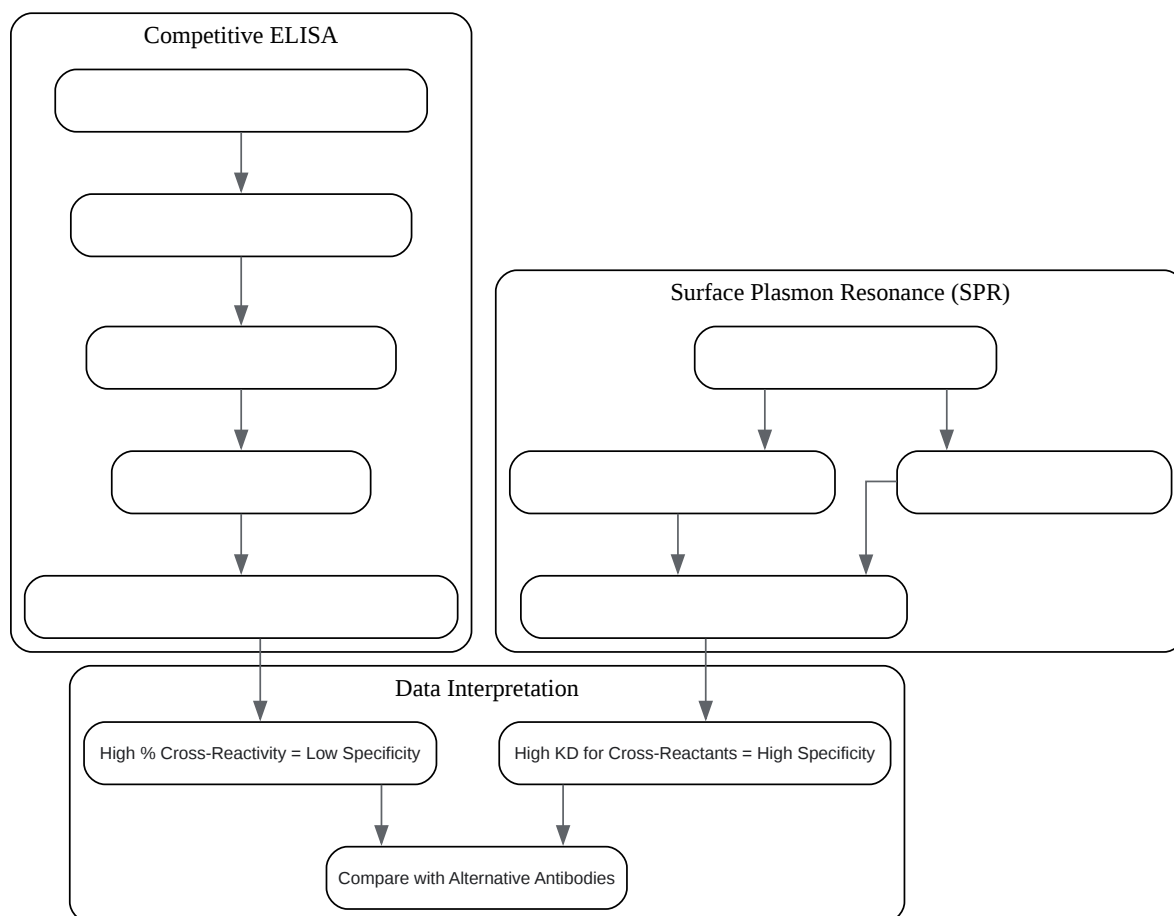 Competitive ELISA
Surface Plasmon Resonance (SPR)
Data Interpretation
High % Cross-Reactivity = Low Specificity
High KD for Cross-Reactants = High Specificity
Compare with Alternative Antibodies